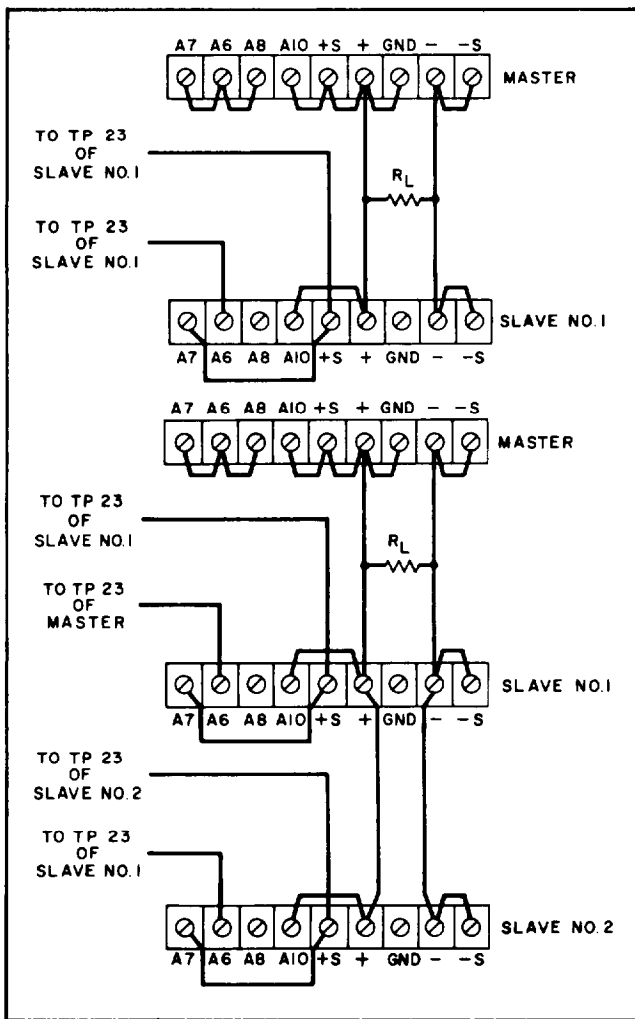 A7 A6 A8 A10 +S + GND - -S
MASTER
TO TP 23
OF
SLAVE NO.1
RL
TO TP 23
OF
SLAVE NO.1
SLAVE NO.1
A7 A6 A8 A10 +S + GND - -S
A7 A6 A8 A10 +S + GND - -S
MASTER
TO TP 23
OF
SLAVE NO.1
RL
TO TP 23
OF
MASTER
SLAVE NO.1
A7 A6 A8 A10 +S + GND - -S
TO TP 23
OF
SLAVE NO.2
TO TP 23
OF
SLAVE NO.1
SLAVE NO.2
A7 A6 A8 A10 +S + GND - -S